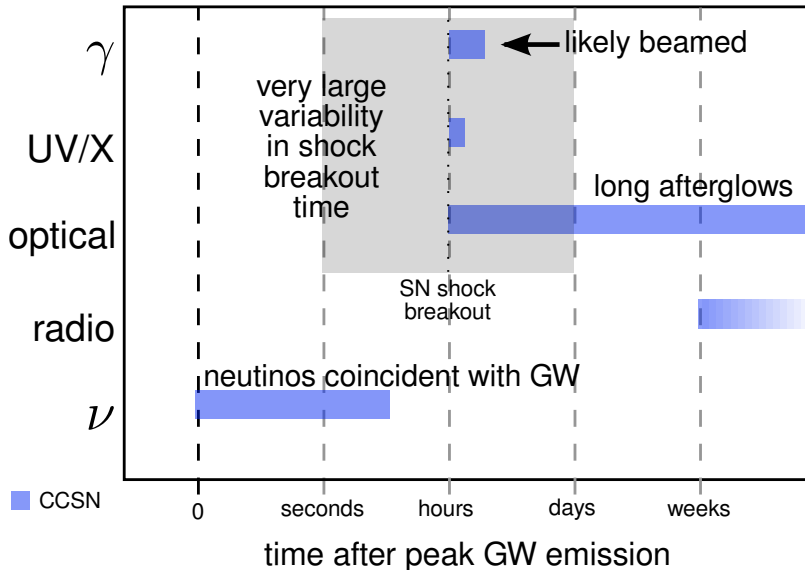 γ
likely beamed
very large
variability
in shock
breakout
time
UV/X
long afterglows
optical
SN shock
breakout
radio
neutinos coincident with GW
ν
CCSN
0 seconds hours days weeks
time after peak GW emission